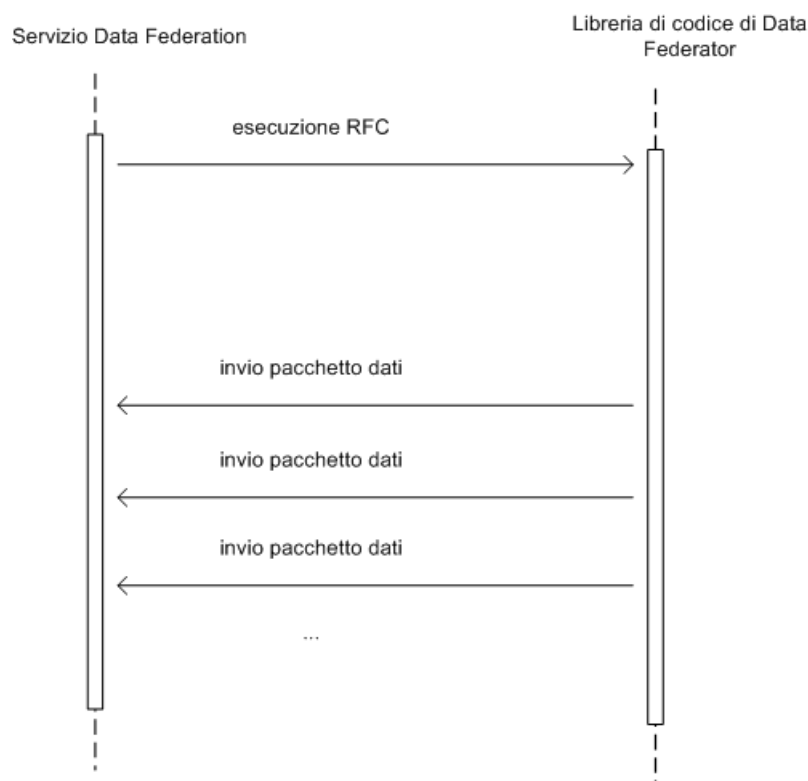 Servizio Data Federation
Libreria di codice di Data
Federator
esecuzione RFC
invio pacchetto dati
invio pacchetto dati
invio pacchetto dati
...